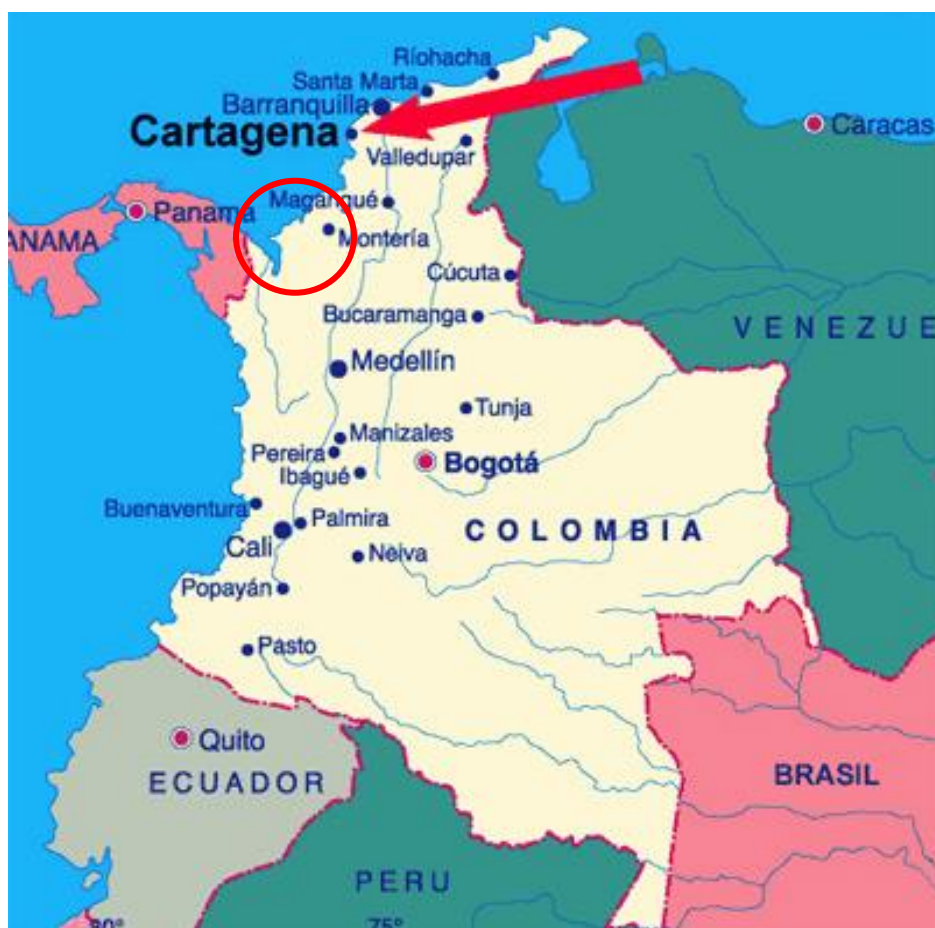 Ríohacha
Santa Marta
Barranquilla
Cartagena
Caracas
Valledupar
Magangué
Panama
ANAMA
Montería
Cúcuta
Bucaramanga
VENEZUE
Medellín
Tunja
Manizales
Pereira
Bogotá
Ibagué
Buenaventura
Palmira
COLOMBIA
Cali
Neiva
Popayán
Pasto
Quito
ECUADOR
BRASIL
PERU
80°
75°